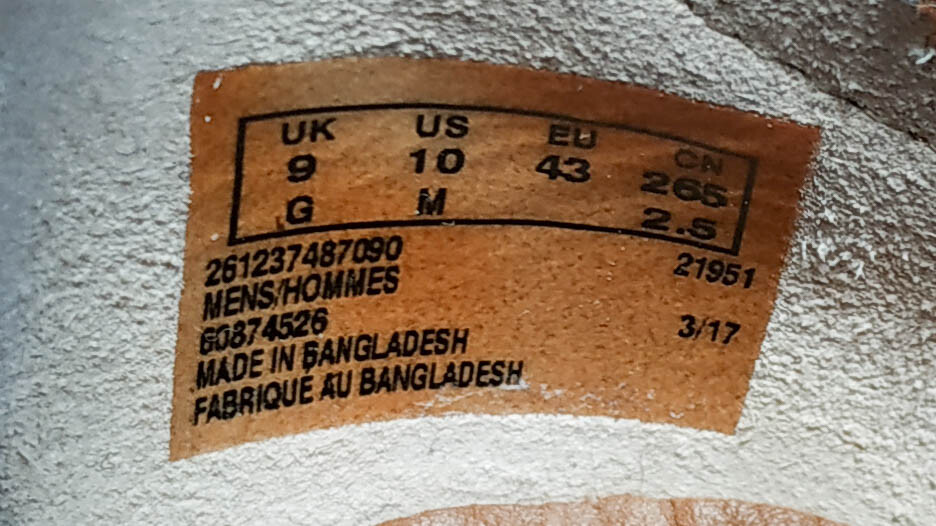 UK US EU CN
9 10 43 265
G M 2.5
261237487090 21951
MENS/HOMMES
60874526 3/17
MADE IN BANGLADESH
FABRIQUÉ AU BANGLADESH